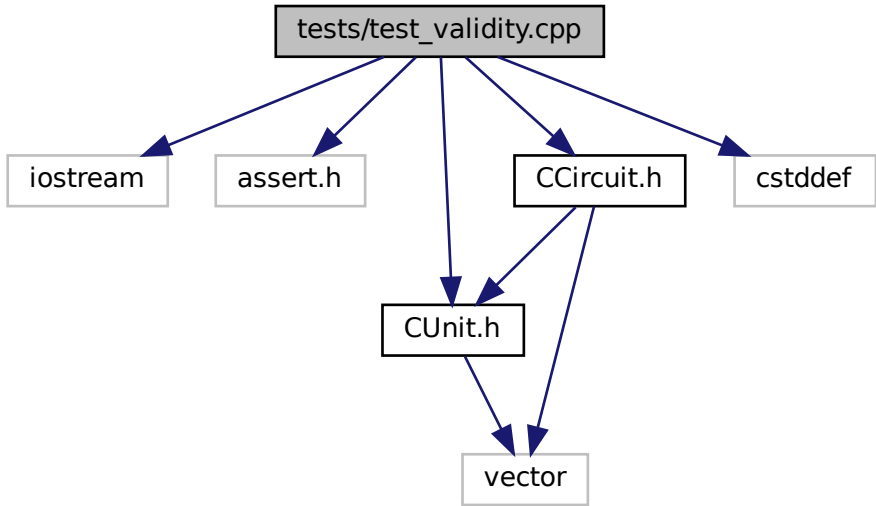 tests/test_validity.cpp
iostream
assert.h
CCircuit.h
cstddef
CUnit.h
vector